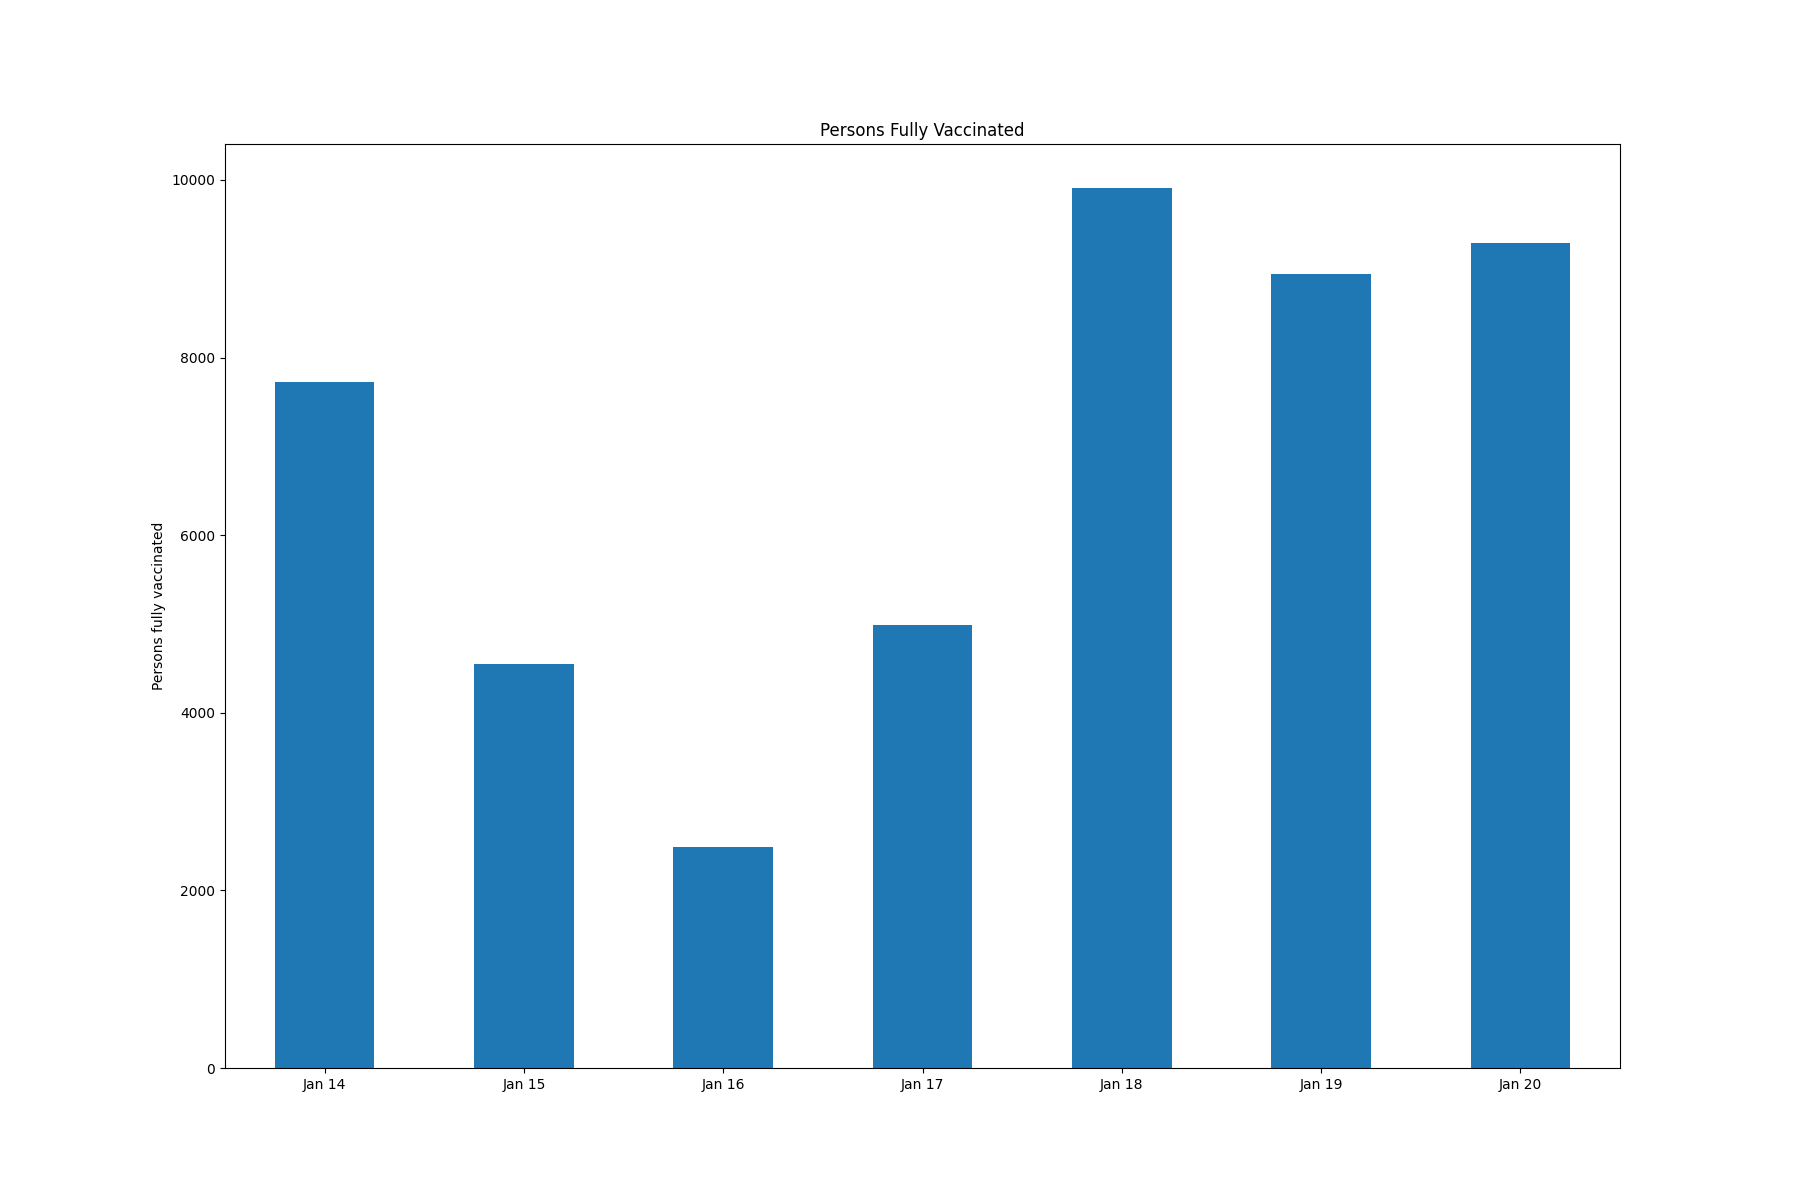 Persons Fully Vaccinated
Persons fully vaccinated
10000
8000
6000
4000
2000
0
Jan 14
Jan 15
Jan 16
Jan 17
Jan 18
Jan 19
Jan 20